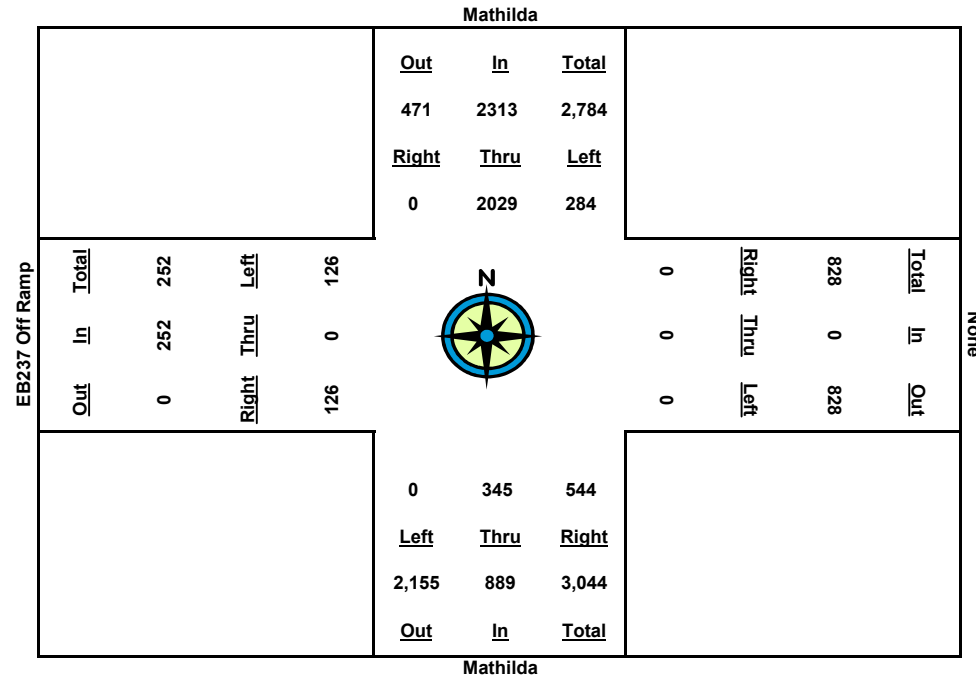 Mathilda
Out In Total
471 2313 2,784
Right Thru Left
0 2029 284
EB237 Off Ramp
Total 252 Left 126
In 252 Thru 0
Out 0 Right 126
N
0 Right 828 Total
0 Thru 0 In
0 Left 828 Out
None
0 345 544
Left Thru Right
2,155 889 3,044
Out In Total
Mathilda